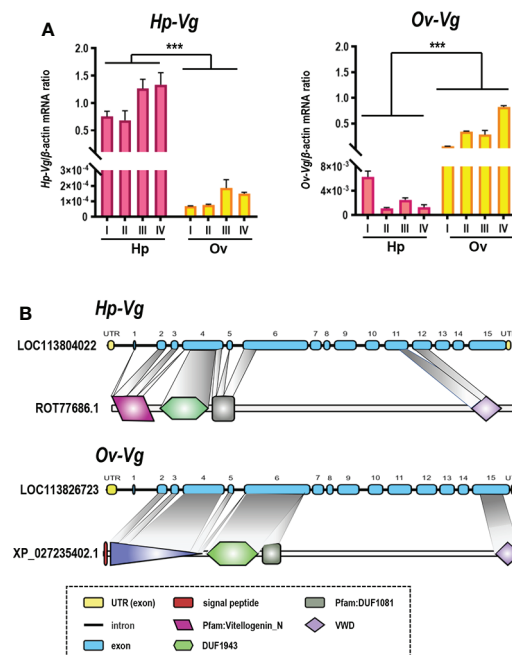 A
Hp-Vg
Ov-Vg
***
***
Hp-Vg/β-actin mRNA ratio
2.0
1.5
1.0
0.5
3×10⁻⁴
2×10⁻⁴
1×10⁻⁴
0
I II III IV I II III IV
Hp Ov
Ov-Vg/β-actin mRNA ratio
2.0
1.5
1.0
0.5
8×10⁻³
4×10⁻³
0
I II III IV I II III IV
Hp Ov
B
Hp-Vg
UTR 1 2 3 4 5 6 7 8 9 10 11 12 13 14 15 UT
LOC113804022
ROT77686.1
Ov-Vg
UTR 1 2 3 4 5 6 7 8 9 10 11 12 13 14 15 U
LOC113826723
XP_027235402.1
UTR (exon) signal peptide Pfam:DUF1081
intron Pfam:Vitellogenin_N VWD
exon DUF1943